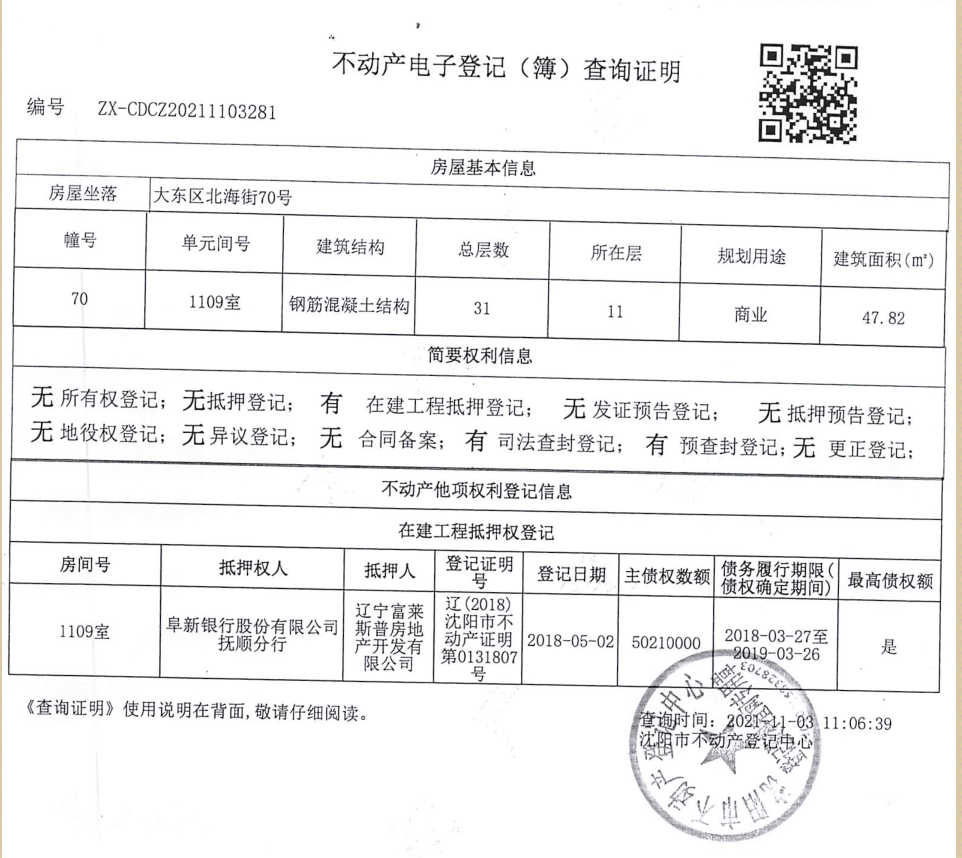 不动产电子登记（簿）查询证明
编号 ZX-CDCZ20211103281
房屋基本信息
房屋坐落 大东区北海街70号
幢号 单元间号 建筑结构 总层数 所在层 规划用途 建筑面积(㎡)
70 1109室 钢筋混凝土结构 31 11 商业 47.82
简要权利信息
无 所有权登记； 无抵押登记； 有 在建工程抵押登记； 无 发证预告登记； 无 抵押预告登记；
无 地役权登记； 无异议登记； 无 合同备案； 有 司法查封登记； 有 预查封登记； 无 更正登记；
不动产他项权利登记信息
在建工程抵押权登记
房间号 抵押权人 抵押人 登记证明号 登记日期 主债权数额 债务履行期限(债权确定期间) 最高债权额
1109室 阜新银行股份有限公司抚顺分行 辽宁富莱斯普房地产开发有限公司 辽(2018)沈阳市不动产证明第0131807号 2018-05-02 50210000 2018-03-27至2019-03-26 是
《查询证明》使用说明在背面,敬请仔细阅读。
查询时间：2021-11-03 11:06:39
沈阳市不动产登记中心
沈阳市不动产登记中心